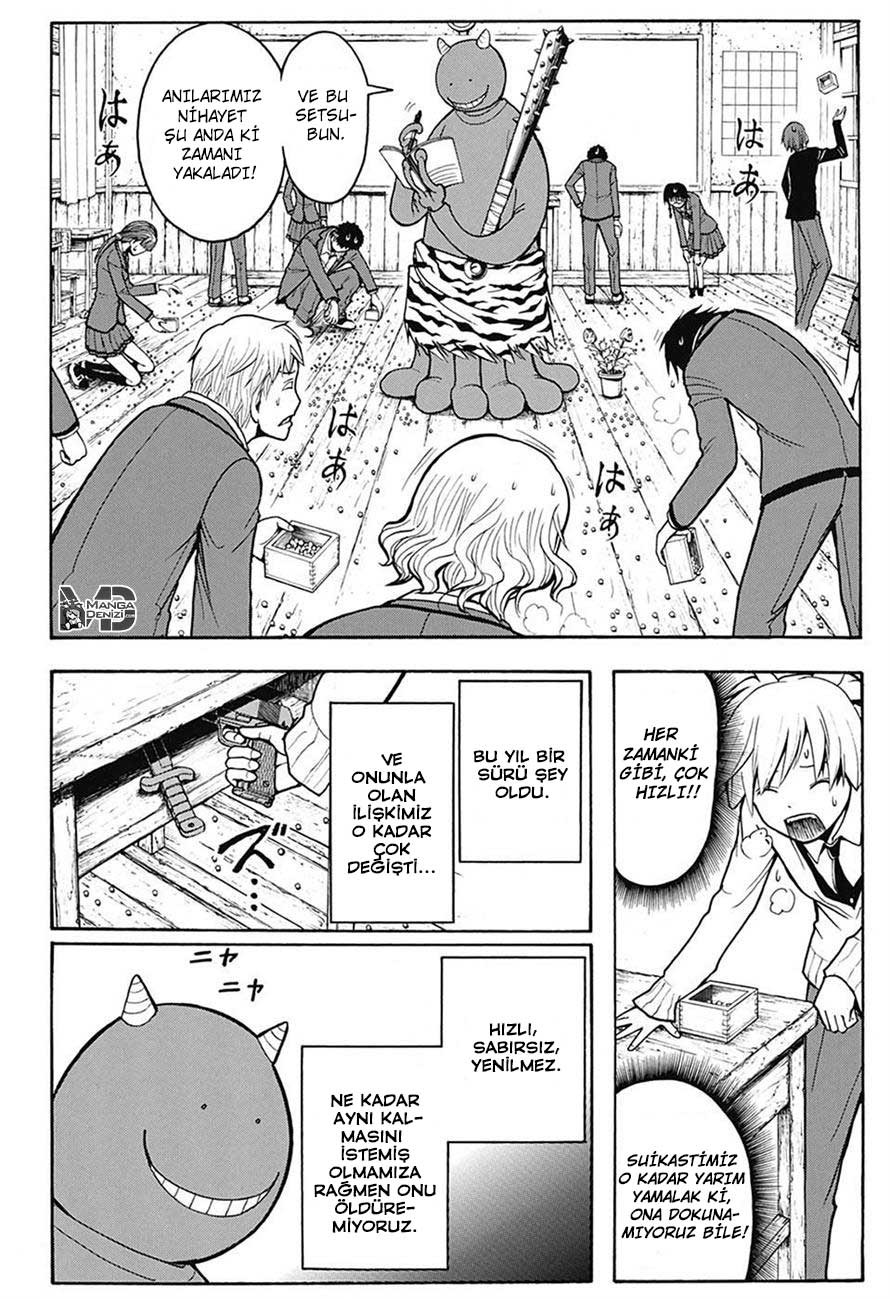 VE BU
SETSU-
BUN.
ANILARIMIZ
NİHAYET
ŞU ANDA Kİ
ZAMANI
YAKALADI!
はぁ
はぁ
はぁ
はぁ
MANGA
DENİZİ
HER
ZAMANKİ
GİBİ, ÇOK
HIZLI!!
SUİKASTİMİZ
O KADAR YARIM
YAMALAK Kİ,
ONA DOKUNA-
MIYORUZ BİLE!
BU YIL BİR
SÜRÜ ŞEY
OLDU.
VE
ONUNLA
OLAN
İLİŞKİMİZ
O KADAR
ÇOK
DEĞİŞTİ...
ズ…
HIZLI,
SABIRSIZ,
YENİLMEZ.
NE KADAR
AYNI KAL-
MASINI
İSTEMİŞ
OLMAMIZA
RAĞMEN ONU
ÖLDÜRE-
MİYORUZ.
ニヤ
ニヤ